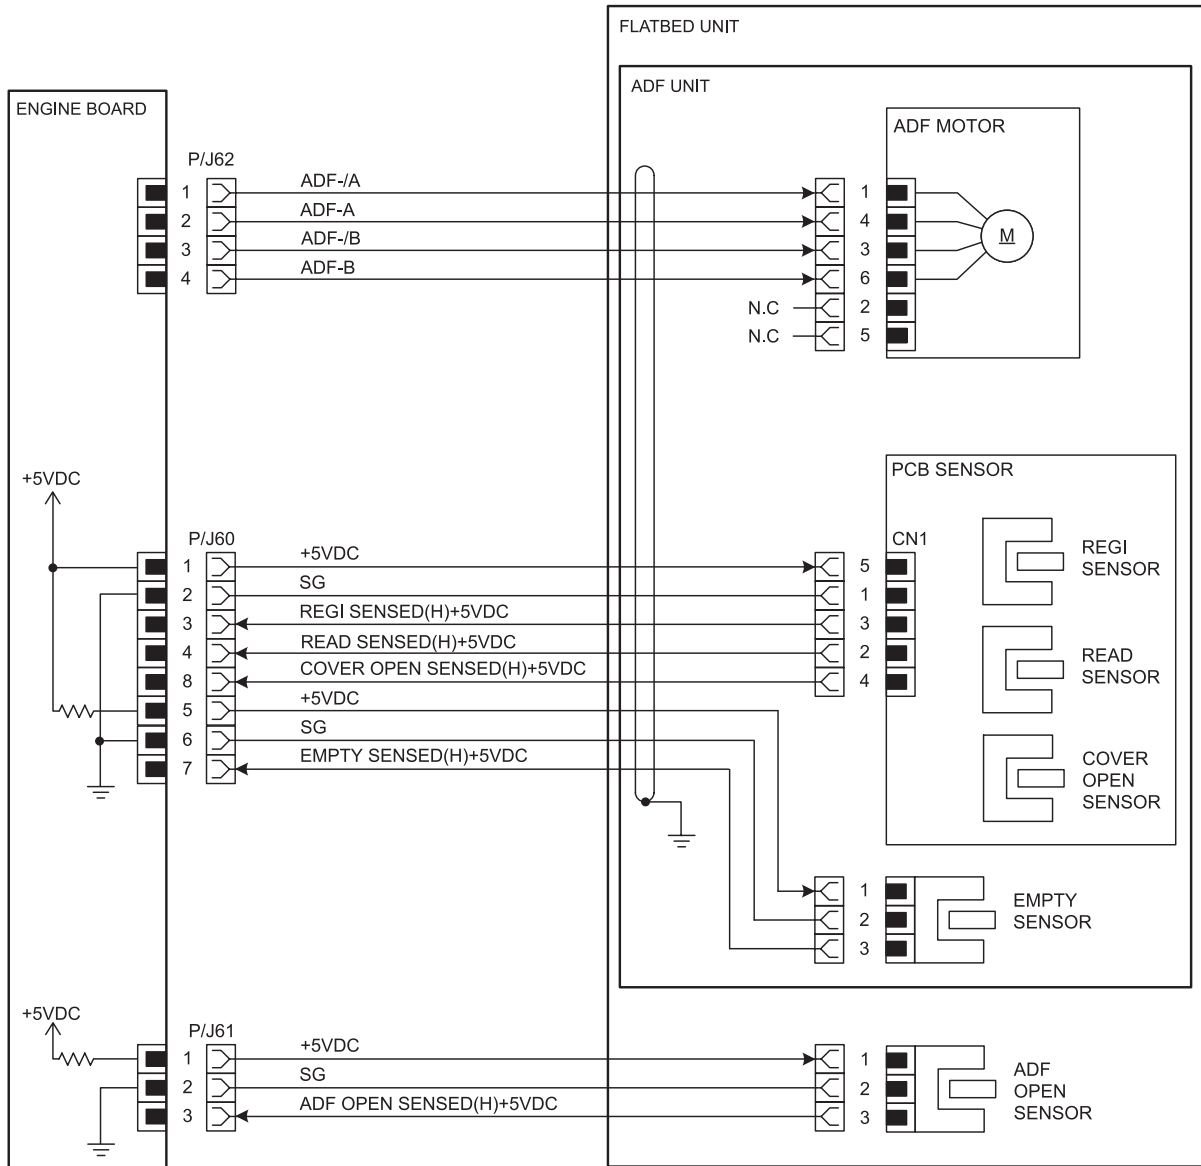 FLATBED UNIT
ADF UNIT
ENGINE BOARD
ADF MOTOR
P/J62
1 ADF-/A 1
2 ADF-A 4
3 ADF-/B 3
4 ADF-B 6
M
N.C 2
N.C 5
PCB SENSOR
+5VDC
P/J60
CN1
1 +5VDC 5
2 SG 1
3 REGI SENSED(H)+5VDC 3
4 READ SENSED(H)+5VDC 2
8 COVER OPEN SENSED(H)+5VDC 4
5 +5VDC
6 SG
7 EMPTY SENSED(H)+5VDC
REGI
SENSOR
READ
SENSOR
COVER
OPEN
SENSOR
1
2
3
EMPTY
SENSOR
+5VDC
P/J61
1 +5VDC 1
2 SG 2
3 ADF OPEN SENSED(H)+5VDC 3
ADF
OPEN
SENSOR